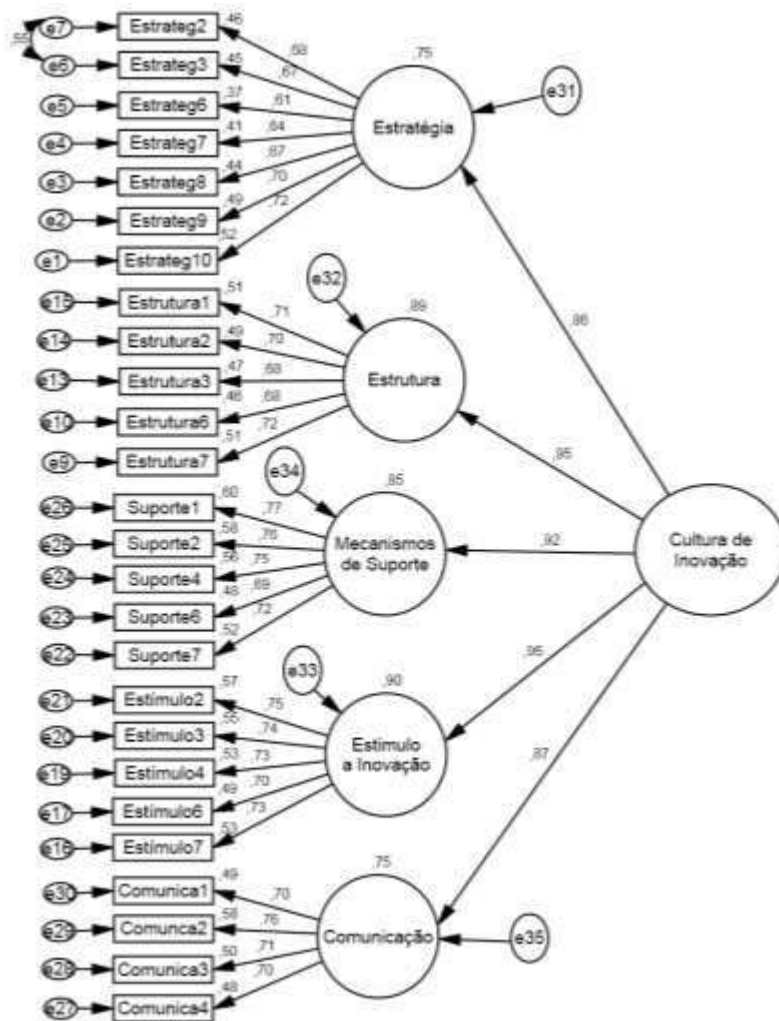 e7 Estrateg2 ,46
,55
,68 ,75
e6 Estrateg3 ,45
,67
e31
e5 Estrateg6 ,37 ,61
Estratégia
e4 Estrateg7 ,41 ,64
,67
e3 Estrateg8 ,44
,70
e2 Estrateg9 ,49 ,72
e1 Estrateg10 ,52
e32
e15 Estrutura1 ,51 ,71 ,89
,86
e14 Estrutura2 ,49 ,70
e13 Estrutura3 ,47 ,68 Estrutura
e10 Estrutura6 ,46 ,68
,72
e9 Estrutura7 ,51
e34 ,95
,85
e26 Suporte1 ,60 ,77
e25 Suporte2 ,58 ,76
Mecanismos
de Suporte
,92
Cultura de
Inovação
e24 Suporte4 ,56 ,75
,69
e23 Suporte6 ,48 ,72
e22 Suporte7 ,52
e33
,90
e21 Estímulo2 ,57 ,75
e20 Estímulo3 ,55 ,74
Estímulo
a Inovação
,87
e19 Estímulo4 ,53 ,73
,70
e17 Estímulo6 ,49 ,73
e16 Estímulo7 ,53
,75
e30 Comunica1 ,49 ,70
e29 Comunca2 ,58 ,76
Comunicação
e35
e28 Comunica3 ,50 ,71
,70
e27 Comunica4 ,48